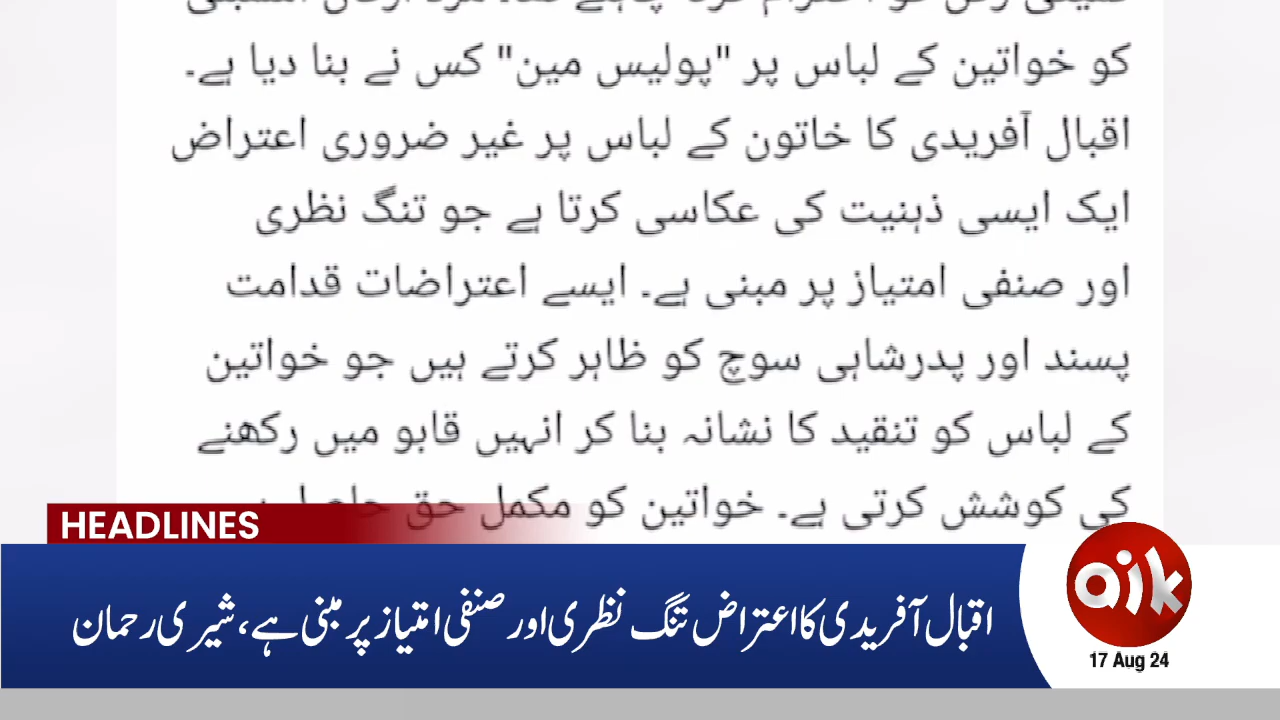 کو خواتین کے لباس پر "پولیس مین" کس نے بنا دیا ہے۔
اقبال آفریدی کا خاتون کے لباس پر غیر ضروری اعتراض
ایک ایسی ذہنیت کی عکاسی کرتا ہے جو تنگ نظری
اور صنفی امتیاز پر مبنی ہے۔ ایسے اعتراضات قدامت
پسند اور پدرشاہی سوچ کو ظاہر کرتے ہیں جو خواتین
کے لباس کو تنقید کا نشانہ بنا کر انہیں قابو میں رکھنے
کی کوشش کرتی ہے۔ خواتین کو مکمل حق
HEADLINES
اقبال آفریدی کا اعتراض تنگ نظری اور صنفی امتیاز پر مبنی ہے، شیری رحمان
aik
17 Aug 24